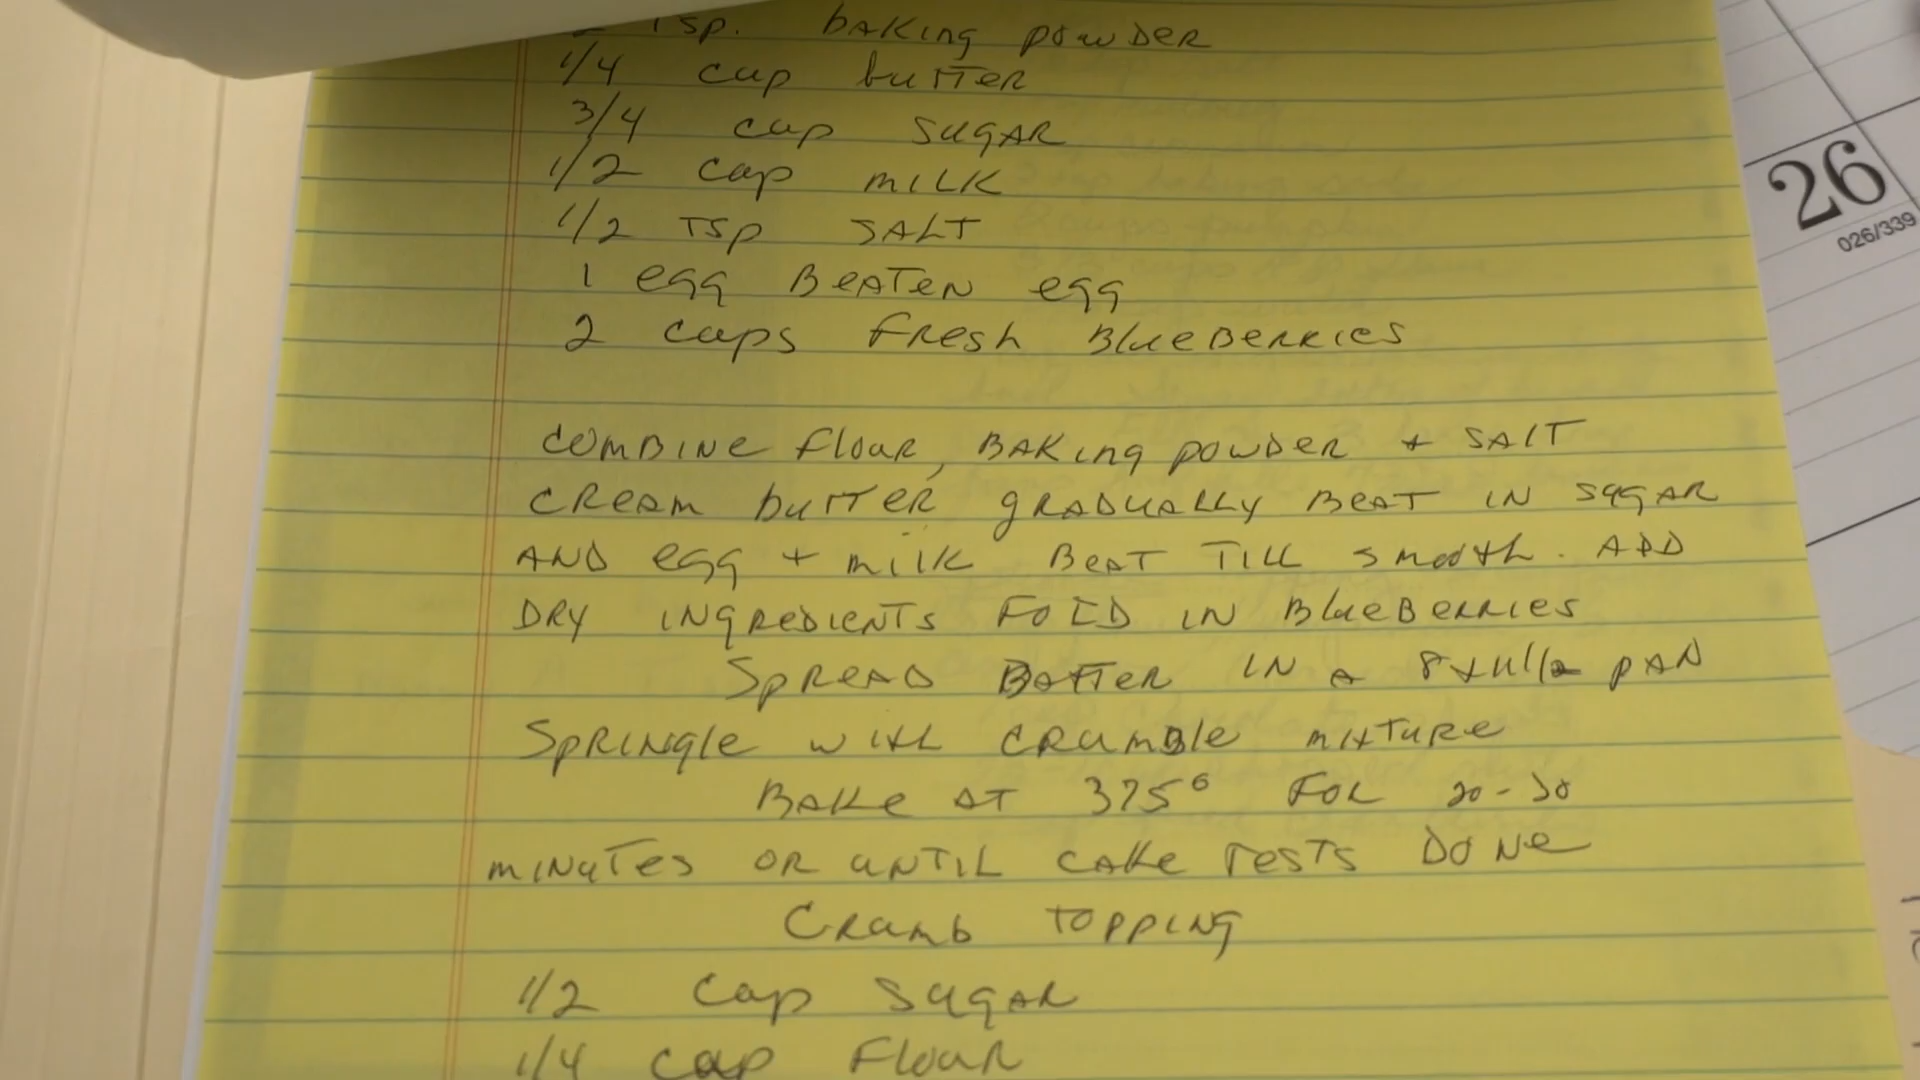 Tsp. baking powder
1/4 cup butter
3/4 cup sugar
1/2 cup milk
1/2 Tsp salt
1 egg Beaten egg
2 cups fresh Blueberries
Combine flour, Baking powder + salt
cream butter gradually beat in sugar
and egg + milk Beat till smooth. Add
dry ingredients fold in Blueberries
Spread Batter in a 8x11 1/2 pan
Springle with crumble mixture
Bake at 375° for 20-30
minutes or until cake tests done
Crumb topping
1/2 cup sugar
1/4 cup flour
26
026/339